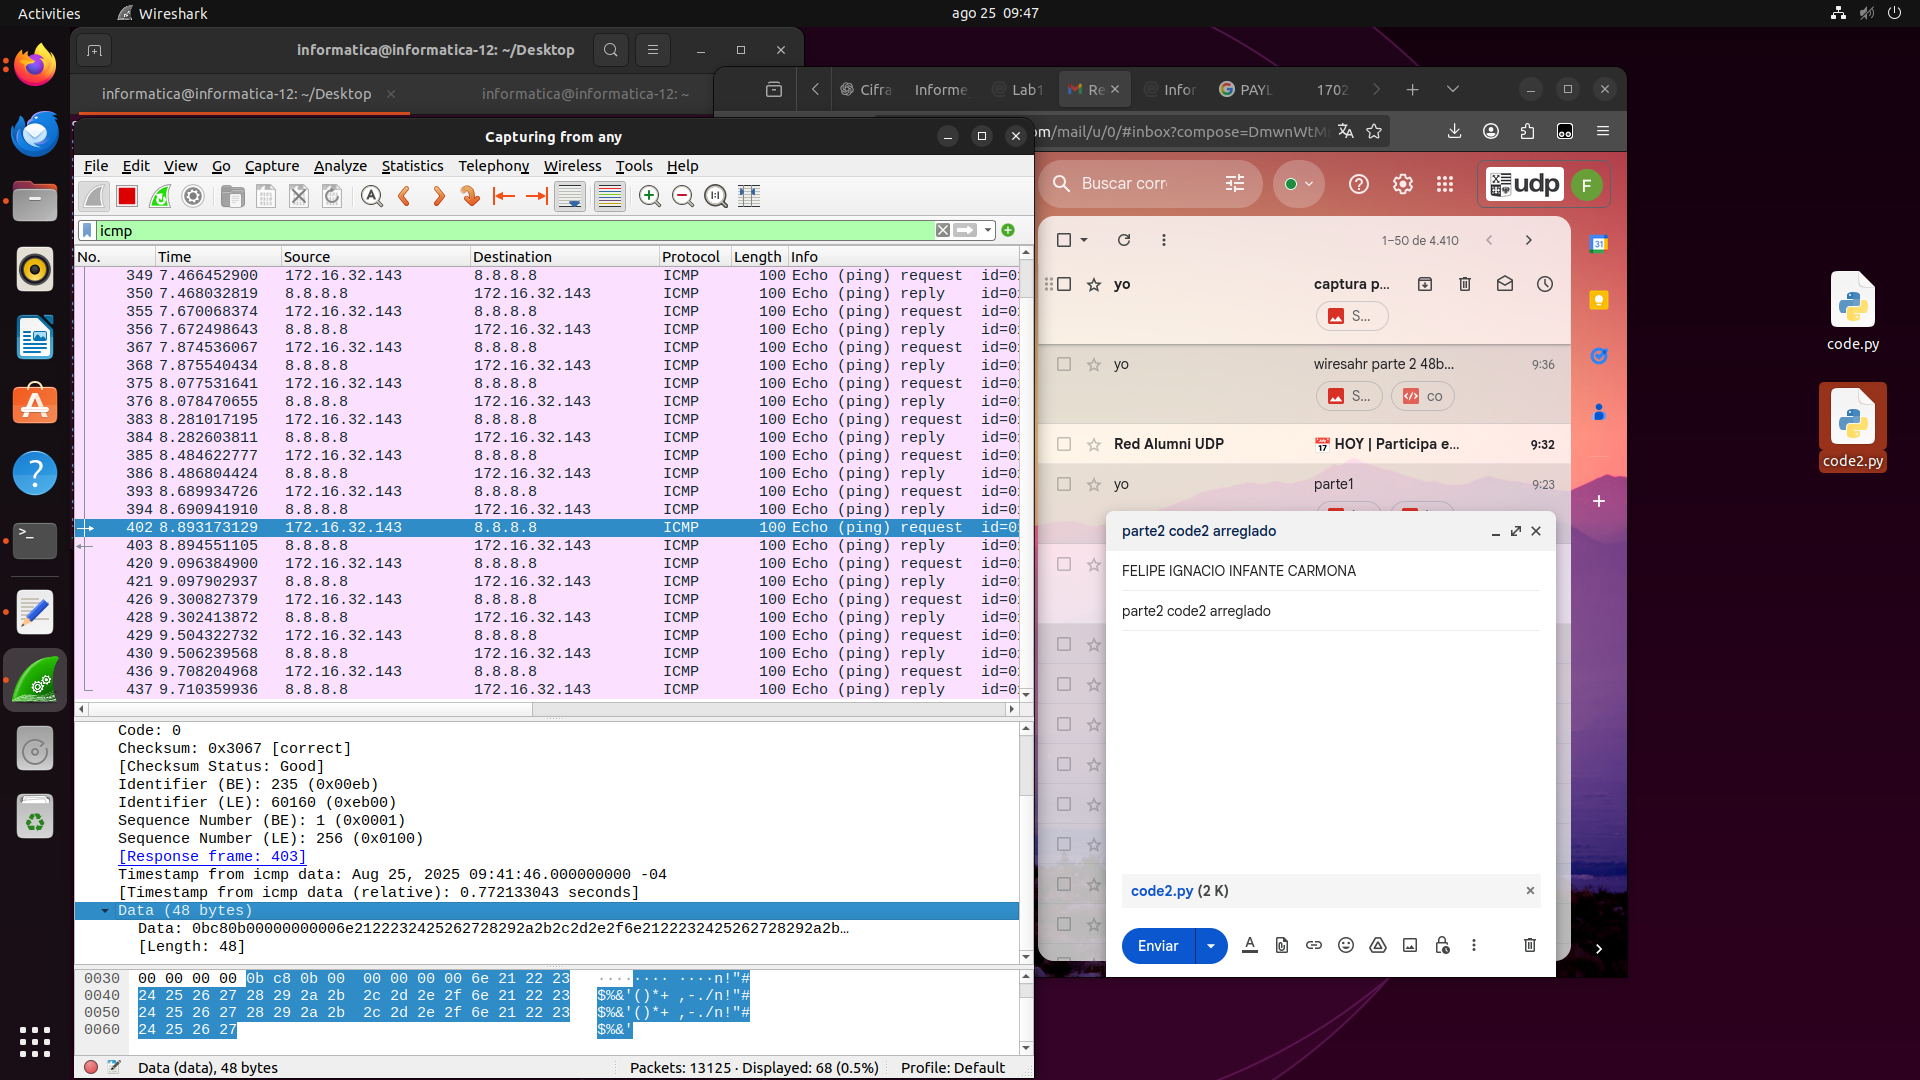 Activities
Wireshark
ago 25 09:47
informatica@informatica-12: ~/Desktop
informatica@informatica-12: ~/Desktop
informatica@informatica-12: ~
Cifra
Informe
Lab1
Re
Infor
PAYL
1702
om/mail/u/0/#inbox?compose=DmwnWtM
Capturing from any
File Edit View Go Capture Analyze Statistics Telephony Wireless Tools Help
icmp
No. Time Source Destination Protocol Length Info
349 7.466452900 172.16.32.143 8.8.8.8 ICMP 100 Echo (ping) request id=0
350 7.468032819 8.8.8.8 172.16.32.143 ICMP 100 Echo (ping) reply id=0
355 7.670068374 172.16.32.143 8.8.8.8 ICMP 100 Echo (ping) request id=0
356 7.672498643 8.8.8.8 172.16.32.143 ICMP 100 Echo (ping) reply id=0
367 7.874536067 172.16.32.143 8.8.8.8 ICMP 100 Echo (ping) request id=0
368 7.875540434 8.8.8.8 172.16.32.143 ICMP 100 Echo (ping) reply id=0
375 8.077531641 172.16.32.143 8.8.8.8 ICMP 100 Echo (ping) request id=0
376 8.078470655 8.8.8.8 172.16.32.143 ICMP 100 Echo (ping) reply id=0
383 8.281017195 172.16.32.143 8.8.8.8 ICMP 100 Echo (ping) request id=0
384 8.282603811 8.8.8.8 172.16.32.143 ICMP 100 Echo (ping) reply id=0
385 8.484622777 172.16.32.143 8.8.8.8 ICMP 100 Echo (ping) request id=0
386 8.486804424 8.8.8.8 172.16.32.143 ICMP 100 Echo (ping) reply id=0
393 8.689934726 172.16.32.143 8.8.8.8 ICMP 100 Echo (ping) request id=0
394 8.690941910 8.8.8.8 172.16.32.143 ICMP 100 Echo (ping) reply id=0
402 8.893173129 172.16.32.143 8.8.8.8 ICMP 100 Echo (ping) request id=0
403 8.894551105 8.8.8.8 172.16.32.143 ICMP 100 Echo (ping) reply id=0
420 9.096384900 172.16.32.143 8.8.8.8 ICMP 100 Echo (ping) request id=0
421 9.097902937 8.8.8.8 172.16.32.143 ICMP 100 Echo (ping) reply id=0
426 9.300827379 172.16.32.143 8.8.8.8 ICMP 100 Echo (ping) request id=0
428 9.302413872 8.8.8.8 172.16.32.143 ICMP 100 Echo (ping) reply id=0
429 9.504322732 172.16.32.143 8.8.8.8 ICMP 100 Echo (ping) request id=0
430 9.506239568 8.8.8.8 172.16.32.143 ICMP 100 Echo (ping) reply id=0
436 9.708204968 172.16.32.143 8.8.8.8 ICMP 100 Echo (ping) request id=0
437 9.710359936 8.8.8.8 172.16.32.143 ICMP 100 Echo (ping) reply id=0
Code: 0
Checksum: 0x3067 [correct]
[Checksum Status: Good]
Identifier (BE): 235 (0x00eb)
Identifier (LE): 60160 (0xeb00)
Sequence Number (BE): 1 (0x0001)
Sequence Number (LE): 256 (0x0100)
[Response frame: 403]
Timestamp from icmp data: Aug 25, 2025 09:41:46.000000000 -04
[Timestamp from icmp data (relative): 0.772133043 seconds]
Data (48 bytes)
Data: 0bc80b00000000006e2122232425262728292a2b2c2d2e2f6e2122232425262728292a2b…
[Length: 48]
0030 00 00 00 00 0b c8 0b 00 00 00 00 00 6e 21 22 23 ········ ····n!"#
0040 24 25 26 27 28 29 2a 2b 2c 2d 2e 2f 6e 21 22 23 $%&'()*+ ,-./n!"#
0050 24 25 26 27 28 29 2a 2b 2c 2d 2e 2f 6e 21 22 23 $%&'()*+ ,-./n!"#
0060 24 25 26 27 $%&'
Data (data), 48 bytes
Packets: 13125 · Displayed: 68 (0.5%)
Profile: Default
Buscar corr
udp
F
1–50 de 4.410
31
yo captura p...
S...
yo wiresahr parte 2 48b... 9:36
S... co
Red Alumni UDP 📅 HOY | Participa e... 9:32
yo parte1 9:23
parte2 code2 arreglado
FELIPE IGNACIO INFANTE CARMONA
parte2 code2 arreglado
code2.py (2 K)
Enviar
code.py
code2.py